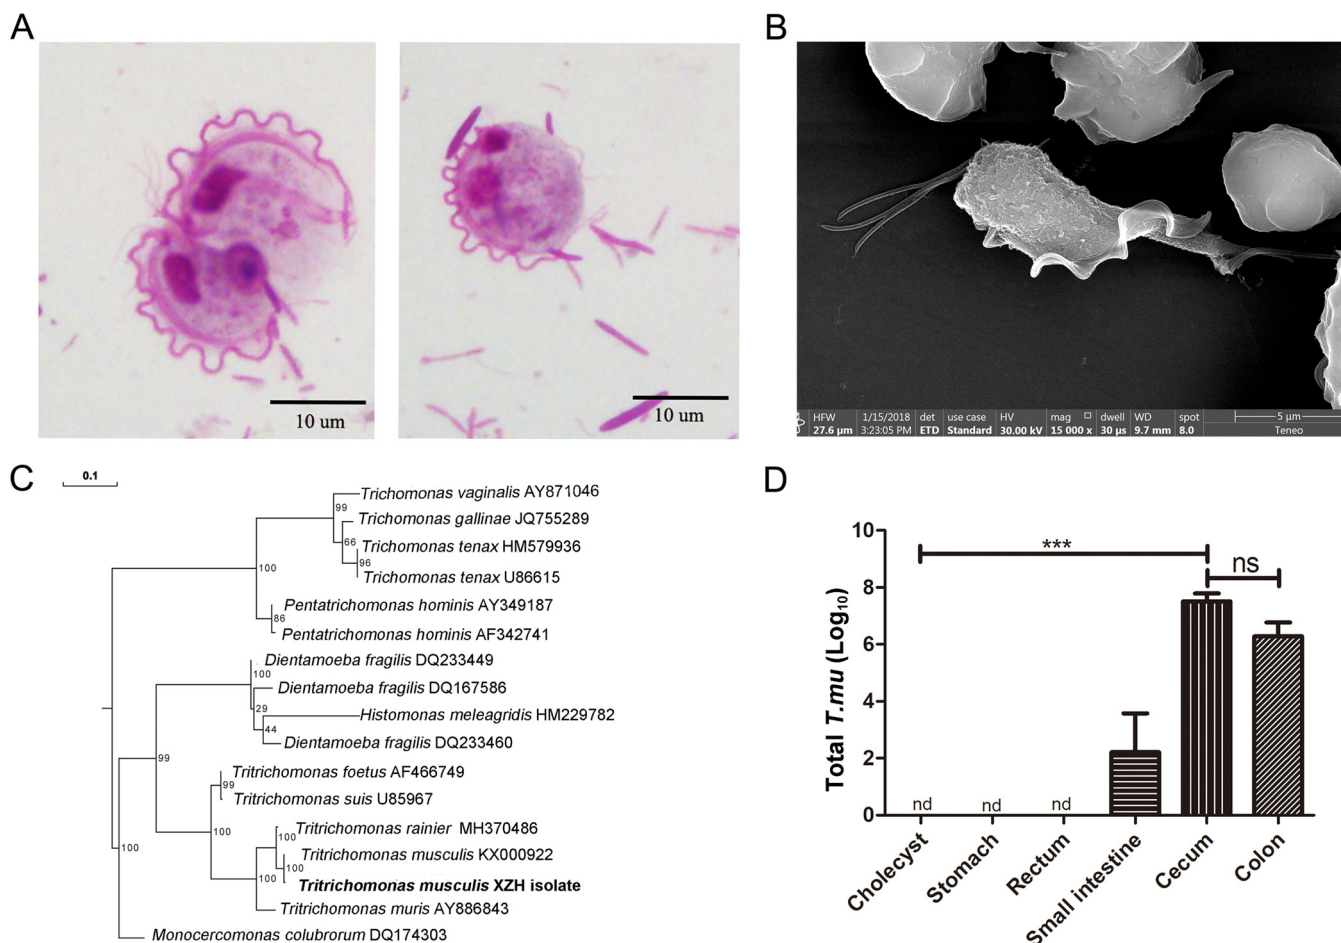 A
B
10 um
10 um
HFW 1/15/2018 det use case HV mag dwell WD spot 5 µm
27.6 µm 3:23:05 PM ETD Standard 30.00 kV 15 000 x 30 µs 9.7 mm 8.0 Teneo
C
0.1
Trichomonas vaginalis AY871046
99
Trichomonas gallinae JQ755289
66
Trichomonas tenax HM579936
96
Trichomonas tenax U86615
100
Pentatrichomonas hominis AY349187
86
Pentatrichomonas hominis AF342741
Dientamoeba fragilis DQ233449
100
Dientamoeba fragilis DQ167586
29
Histomonas meleagridis HM229782
44
Dientamoeba fragilis DQ233460
99
Tritrichomonas foetus AF466749
99
Tritrichomonas suis U85967
100
Tritrichomonas rainier MH370486
100
Tritrichomonas musculis KX000922
100
100
Tritrichomonas musculis XZH isolate
100
Tritrichomonas muris AY886843
Monocercomonas colubrorum DQ174303
D
Total T.mu (Log10)
10
8
6
4
2
0
***
ns
nd
nd
nd
Cholecyst
Stomach
Rectum
Small intestine
Cecum
Colon